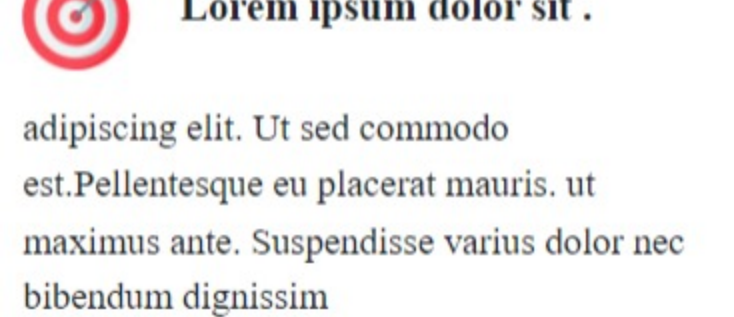 Lorem ipsum dolor sit .
adipiscing elit. Ut sed commodo
est.Pellentesque eu placerat mauris. ut
maximus ante. Suspendisse varius dolor nec
bibendum dignissim